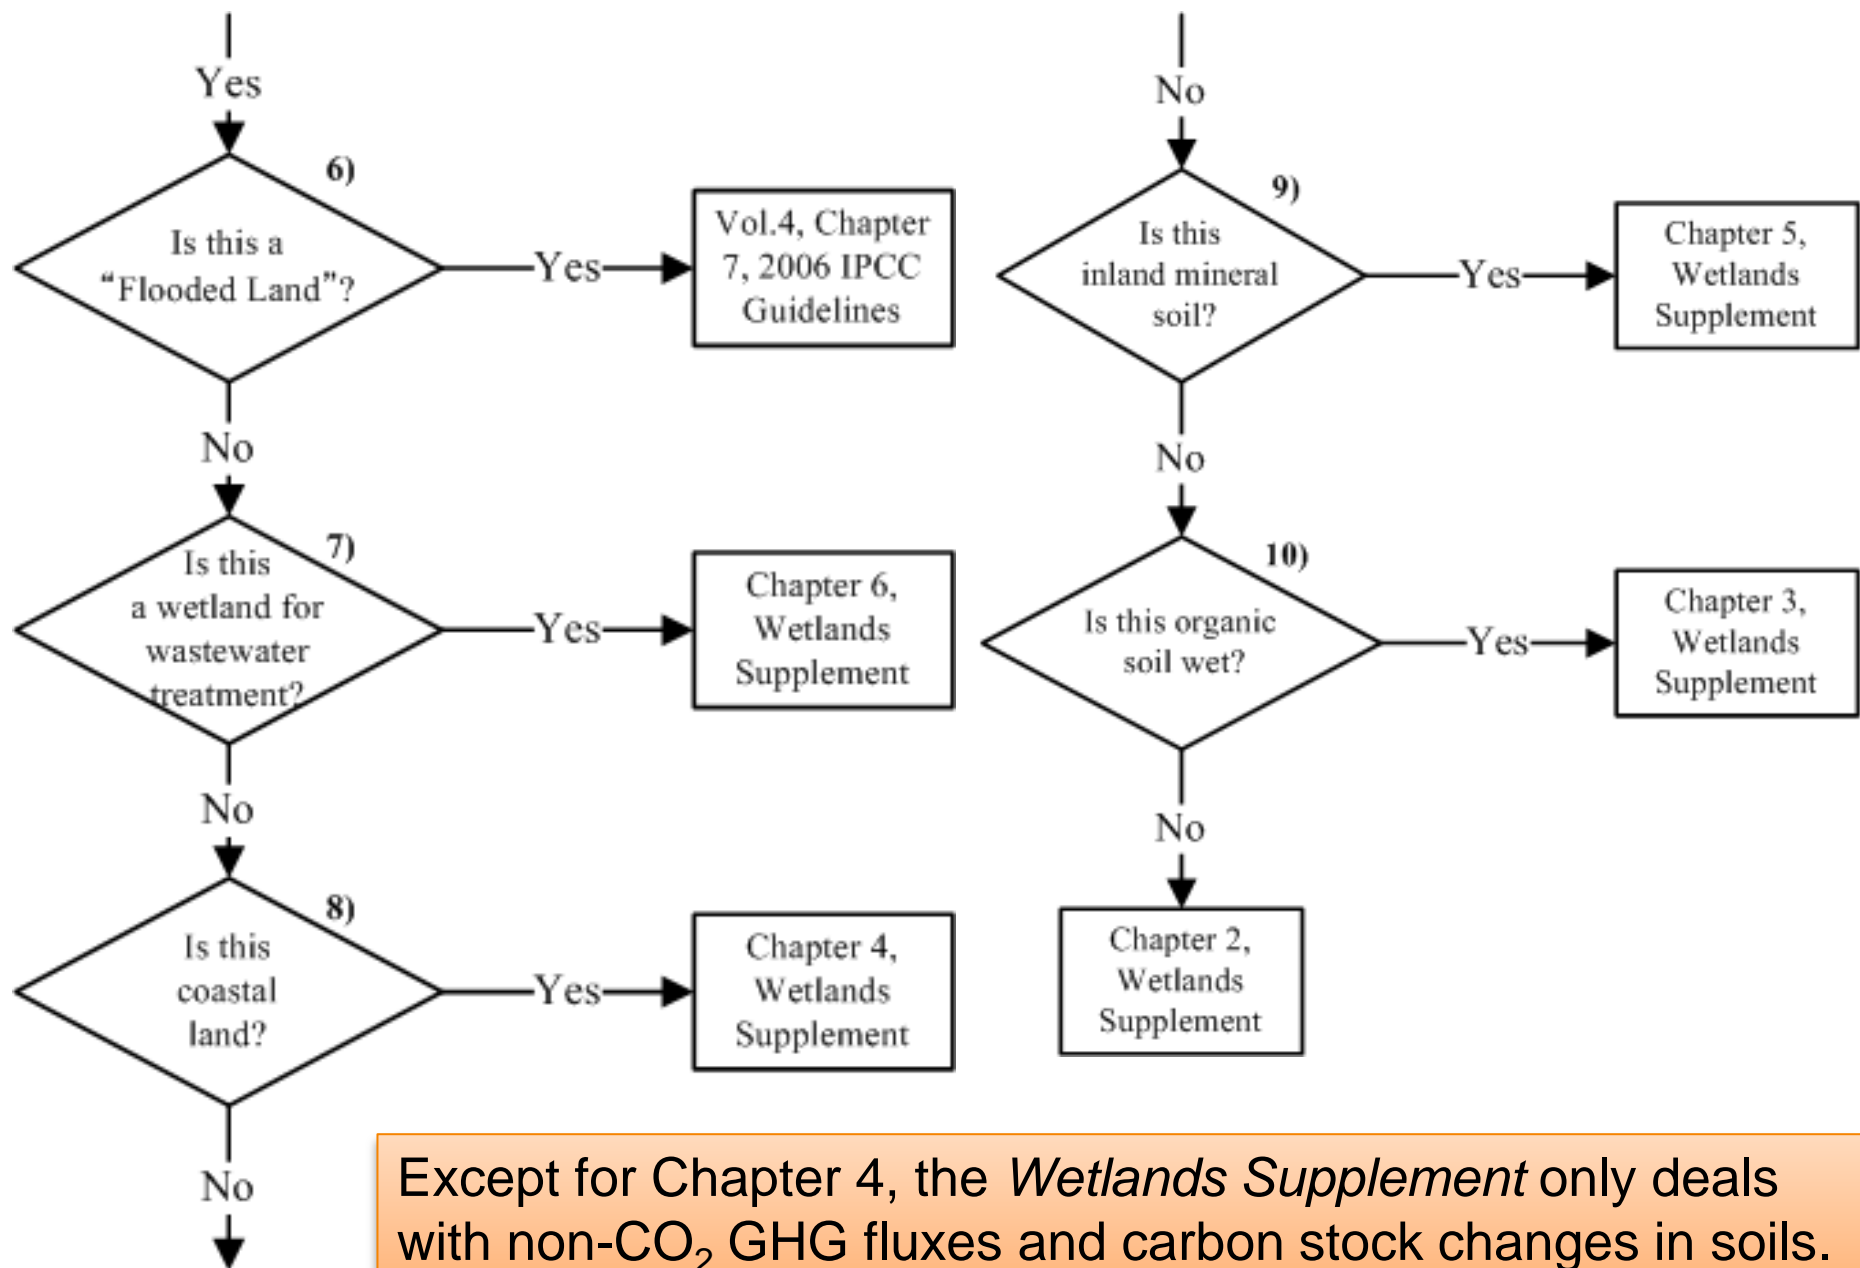 Yes
6)
Is this a
“Flooded Land”?
Yes
Vol.4, Chapter
7, 2006 IPCC
Guidelines
No
7)
Is this
a wetland for
wastewater
treatment?
Yes
Chapter 6,
Wetlands
Supplement
No
8)
Is this
coastal
land?
Yes
Chapter 4,
Wetlands
Supplement
No
No
9)
Is this
inland mineral
soil?
Yes
Chapter 5,
Wetlands
Supplement
No
10)
Is this organic
soil wet?
Yes
Chapter 3,
Wetlands
Supplement
No
Chapter 2,
Wetlands
Supplement
Except for Chapter 4, the Wetlands Supplement only deals
with non-CO₂ GHG fluxes and carbon stock changes in soils.